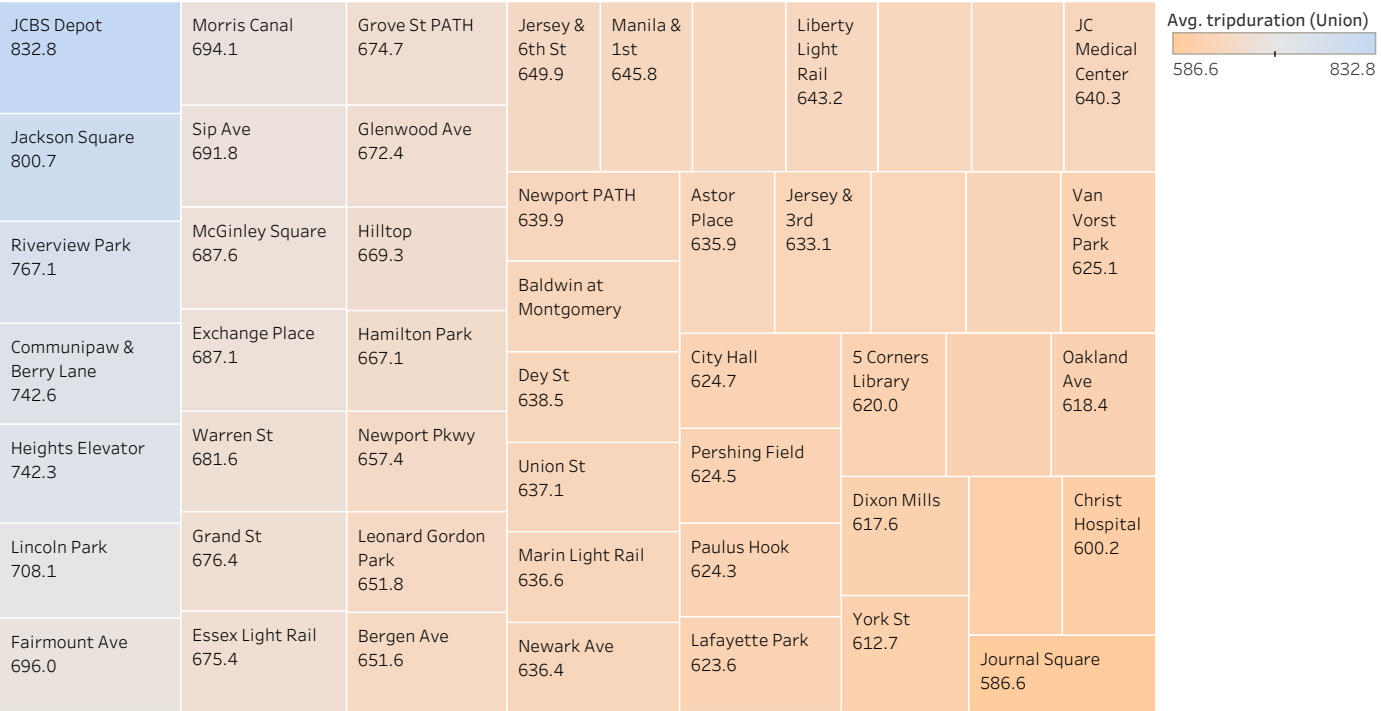 JCBS Depot
832.8
Jackson Square
800.7
Riverview Park
767.1
Communipaw &
Berry Lane
742.6
Heights Elevator
742.3
Lincoln Park
708.1
Fairmount Ave
696.0
Morris Canal
694.1
Sip Ave
691.8
McGinley Square
687.6
Exchange Place
687.1
Warren St
681.6
Grand St
676.4
Essex Light Rail
675.4
Grove St PATH
674.7
Glenwood Ave
672.4
Hilltop
669.3
Hamilton Park
667.1
Newport Pkwy
657.4
Leonard Gordon
Park
651.8
Bergen Ave
651.6
Jersey &
6th St
649.9
Manila &
1st
645.8
Liberty
Light
Rail
643.2
JC
Medical
Center
640.3
Newport PATH
639.9
Baldwin at
Montgomery
Dey St
638.5
Union St
637.1
Marin Light Rail
636.6
Newark Ave
636.4
Astor
Place
635.9
Jersey &
3rd
633.1
Van
Vorst
Park
625.1
City Hall
624.7
Pershing Field
624.5
Paulus Hook
624.3
Lafayette Park
623.6
5 Corners
Library
620.0
Oakland
Ave
618.4
Dixon Mills
617.6
York St
612.7
Christ
Hospital
600.2
Journal Square
586.6
Avg. tripduration (Union)
586.6 832.8